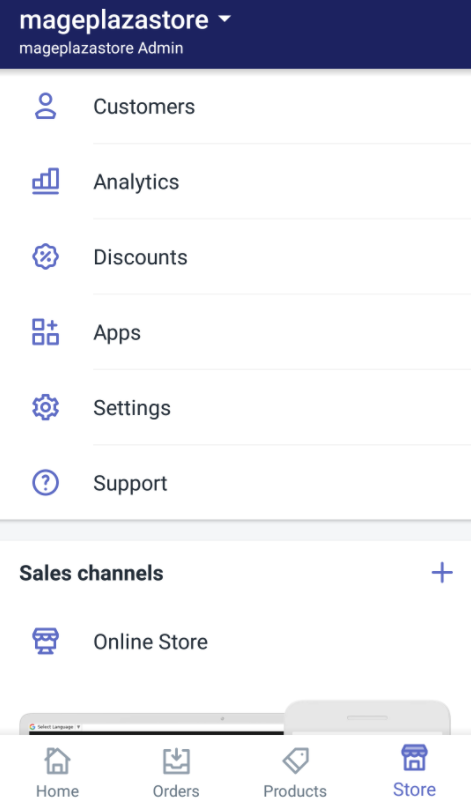 mageplazastore
mageplazastore Admin
Customers
Analytics
Discounts
Apps
Settings
Support
Sales channels
Online Store
G Select Language ▼
Home
Orders
Products
Store